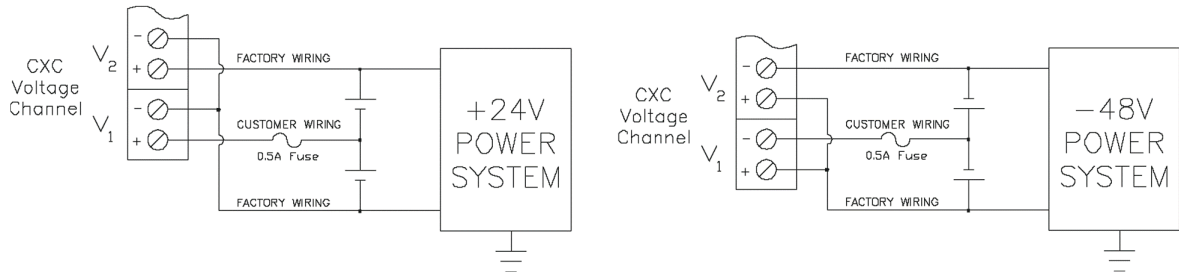 CXC
Voltage
Channel
V2
-
+
V1
-
+
FACTORY WIRING
CUSTOMER WIRING
0.5A Fuse
FACTORY WIRING
+24V
POWER
SYSTEM
CXC
Voltage
Channel
V2
-
+
V1
-
+
FACTORY WIRING
CUSTOMER WIRING
0.5A Fuse
FACTORY WIRING
-48V
POWER
SYSTEM